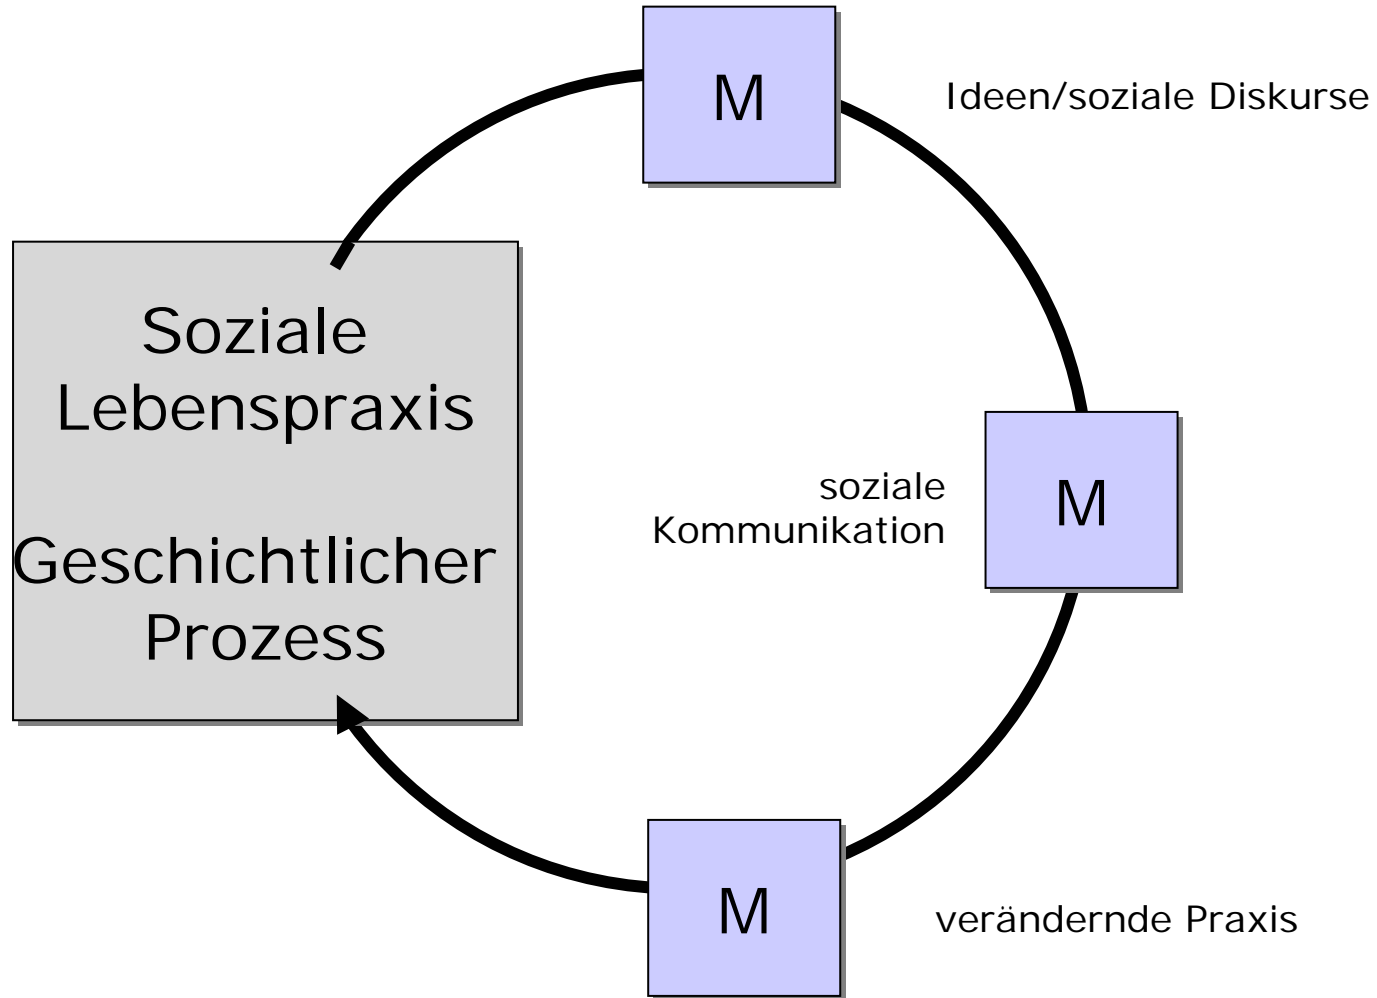 M
Ideen/soziale Diskurse
Soziale
Lebenspraxis
Geschichtlicher
Prozess
soziale
Kommunikation
M
M
verändernde Praxis